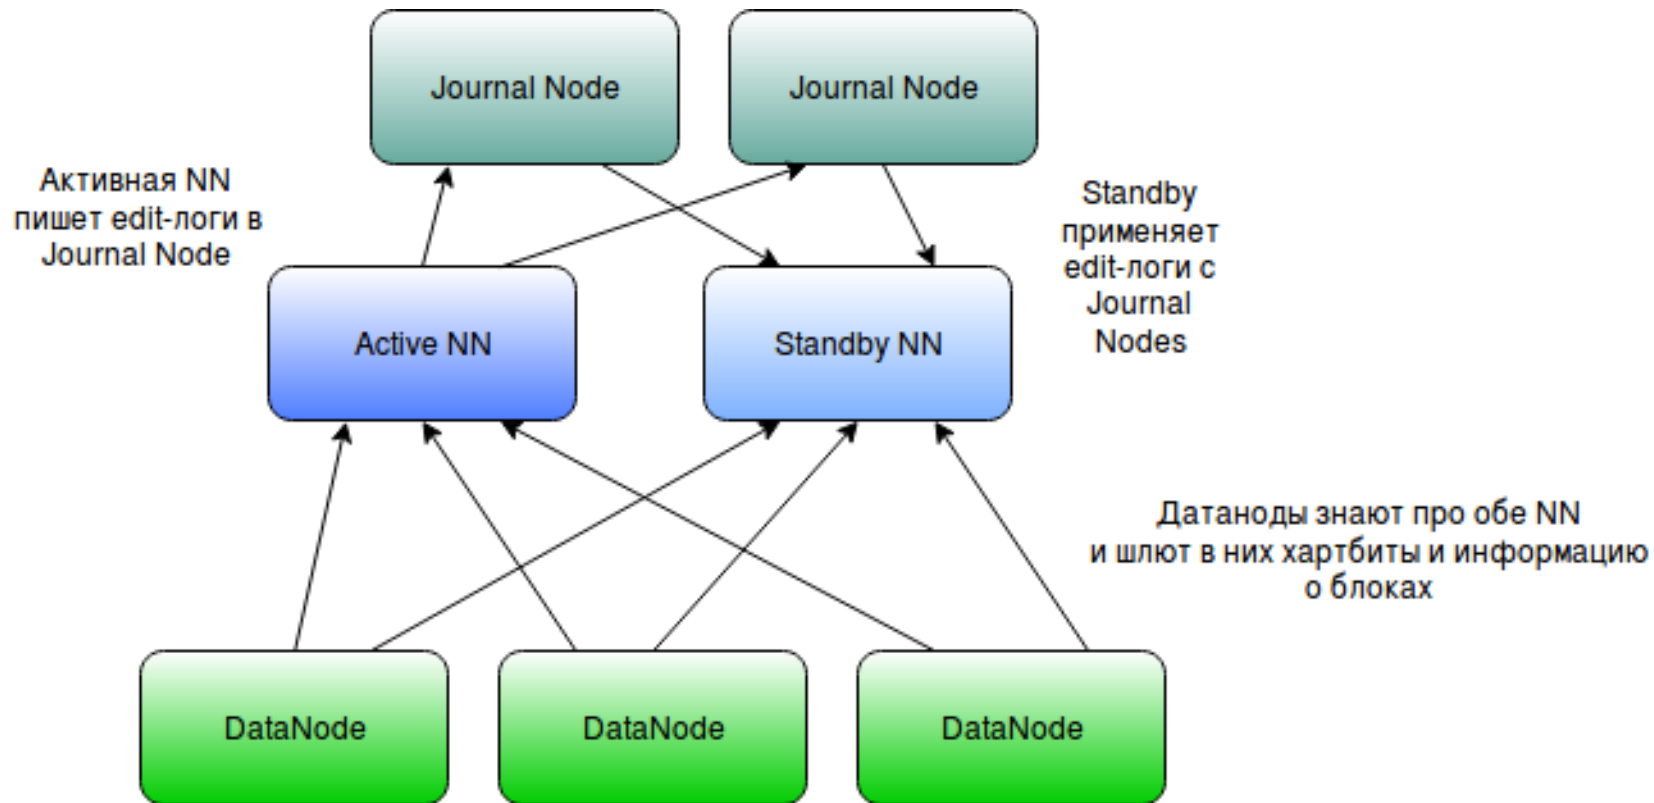 Journal Node
Journal Node
Активная NN
пишет edit-логи в
Journal Node
Standby
применяет
edit-логи с
Journal
Nodes
Active NN
Standby NN
Датаноды знают про обе NN
и шлют в них хартбиты и информацию
о блоках
DataNode
DataNode
DataNode